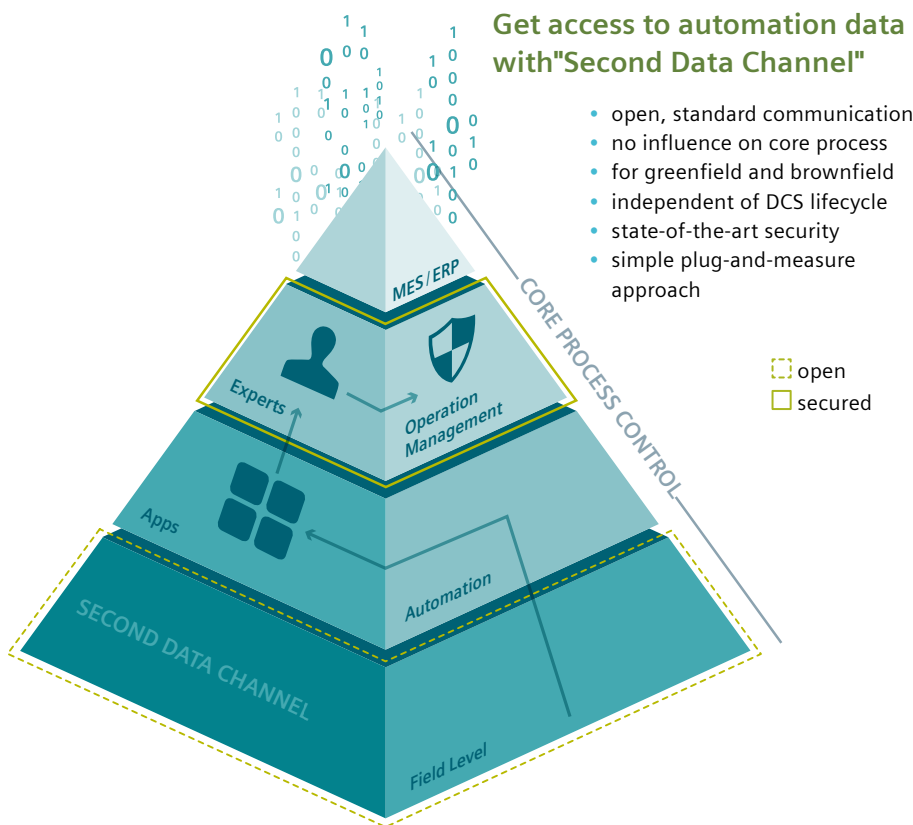 Get access to automation data
with"Second Data Channel"
• open, standard communication
• no influence on core process
• for greenfield and brownfield
• independent of DCS lifecycle
• state-of-the-art security
• simple plug-and-measure
approach
open
secured
CORE PROCESS CONTROL
MES / ERP
Experts
Operation
Management
Apps
Automation
SECOND DATA CHANNEL
Field Level